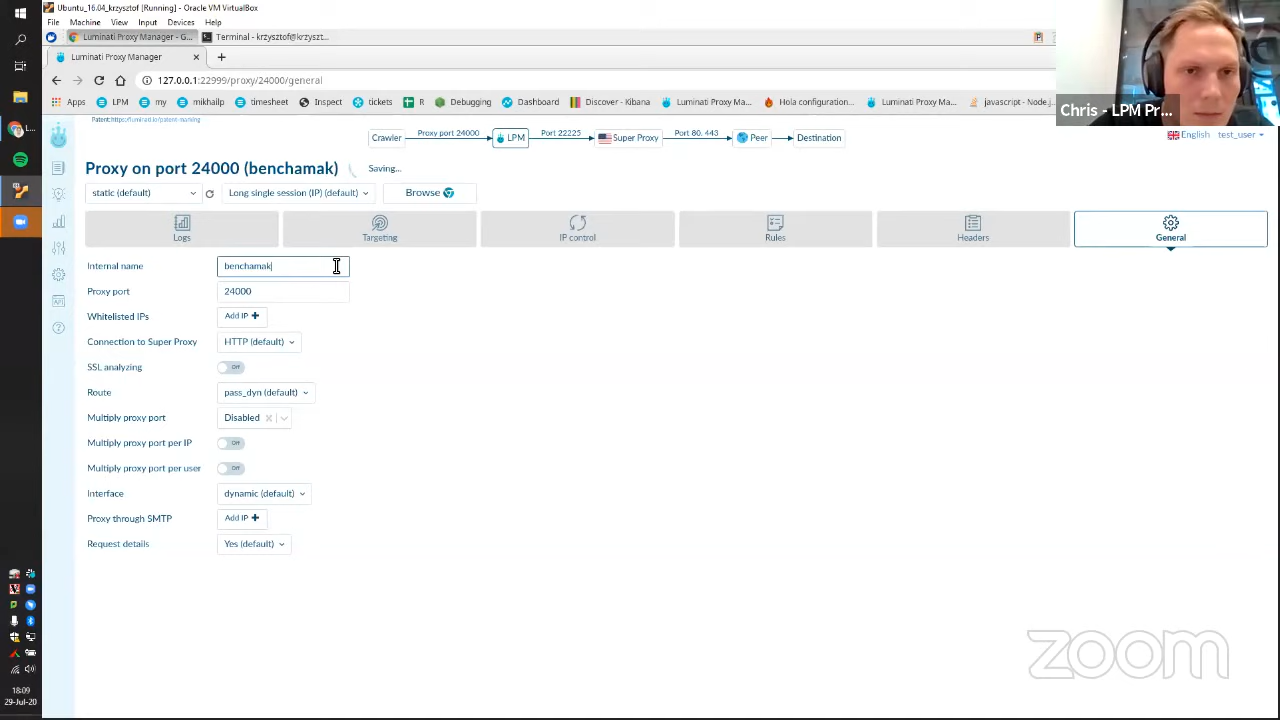 Ubuntu_16.04_krzysztof [Running] - Oracle VM VirtualBox
File Machine View Input Devices Help
Luminati Proxy Manager - G... Terminal - krzysztof@krzyszt...
Luminati Proxy Manager
127.0.0.1:22999/proxy/24000/general
Apps LPM my mikhailp timesheet Inspect tickets R Debugging Dashboard Discover - Kibana Luminati Proxy Ma... Hola configuration... Luminati Proxy Ma... javascript - Node.j
Chris - LPM Pr...
Patent: http://luminati.io/patent-marking
English test_user
Crawler Proxy port 24000 LPM Port 22225 Super Proxy Port 80, 443 Peer Destination
Proxy on port 24000 (benchamak) Saving...
static (default) Long single session (IP) (default) Browse
Logs Targeting IP control Rules Headers General
Internal name benchamak
Proxy port 24000
Whitelisted IPs Add IP +
Connection to Super Proxy HTTP (default)
SSL analyzing Off
Route pass_dyn (default)
Multiply proxy port Disabled
Multiply proxy port per IP Off
Multiply proxy port per user Off
Interface dynamic (default)
Proxy through SMTP Add IP +
Request details Yes (default)
zoom
18:09
29-Jul-20